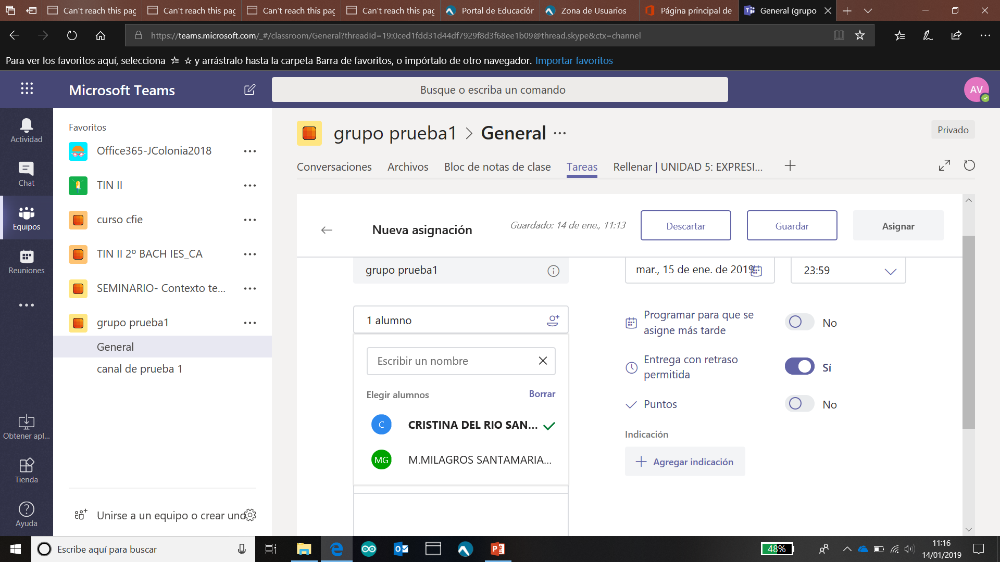 Can't reach this pag
Can't reach this pag
Can't reach this pag
Can't reach this pag
Portal de Educación
Zona de Usuarios
Página principal de
General (grupo
https://teams.microsoft.com/_#/classroom/General?threadId=19:0ced1fdd31d44df7929f8d3f68ee1b09@thread.skype&ctx=channel
Para ver los favoritos aquí, selecciona y arrástralo hasta la carpeta Barra de favoritos, o impórtalo de otro navegador. Importar favoritos
Microsoft Teams
Busque o escriba un comando
AV
Actividad
Chat
Equipos
Reuniones
Obtener apl...
Tienda
Ayuda
Favoritos
Office365-JColonia2018
TIN II
curso cfie
TIN II 2º BACH IES_CA
SEMINARIO- Contexto te...
grupo prueba1
General
canal de prueba 1
Unirse a un equipo o crear uno
grupo prueba1 > General ...
Privado
Conversaciones
Archivos
Bloc de notas de clase
Tareas
Rellenar | UNIDAD 5: EXPRESI...
Nueva asignación
Guardado: 14 de ene., 11:13
Descartar
Guardar
Asignar
grupo prueba1
mar., 15 de ene. de 2019
23:59
1 alumno
Escribir un nombre
Elegir alumnos
Borrar
C
CRISTINA DEL RIO SAN...
MG
M.MILAGROS SANTAMARIA...
Programar para que se
asigne más tarde
No
Entrega con retraso
permitida
Sí
Puntos
No
Indicación
Agregar indicación
Escribe aquí para buscar
48%
11:16
14/01/2019